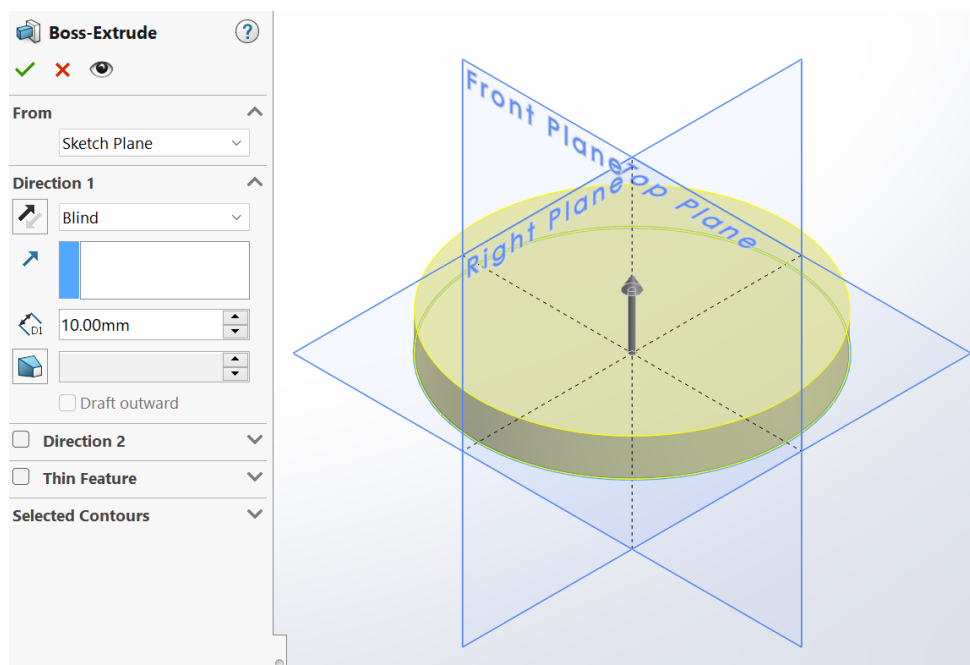 Boss-Extrude
?
From
Sketch Plane
Direction 1
Blind
D1
10.00mm
Draft outward
Direction 2
Thin Feature
Selected Contours
Front Plane
Top Plane
Right Plane